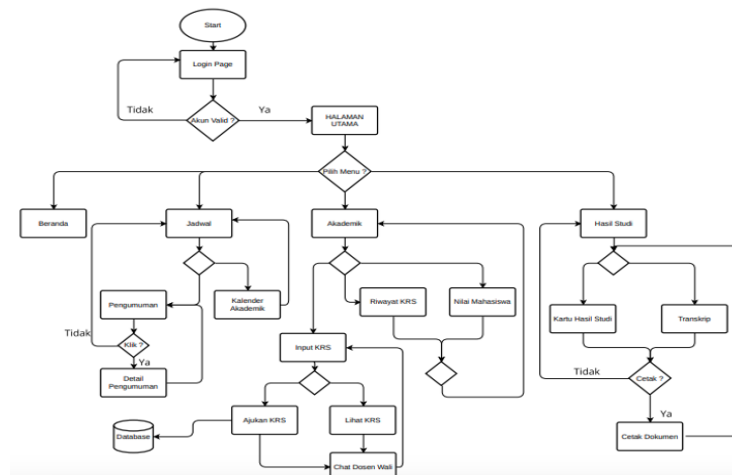 Start
Login Page
Tidak
Ya
Akun Valid ?
HALAMAN
UTAMA
Pilih Menu ?
Beranda
Jadwal
Akademik
Hasil Studi
Pengumuman
Kalender
Akademik
Riwayat KRS
Nilai Mahasiswa
Kartu Hasil Studi
Transkrip
Tidak
Klik ?
Ya
Detail
Pengumuman
Input KRS
Tidak
Cetak ?
Ya
Ajukan KRS
Lihat KRS
Database
Cetak Dokumen
Chat Dosen Wali